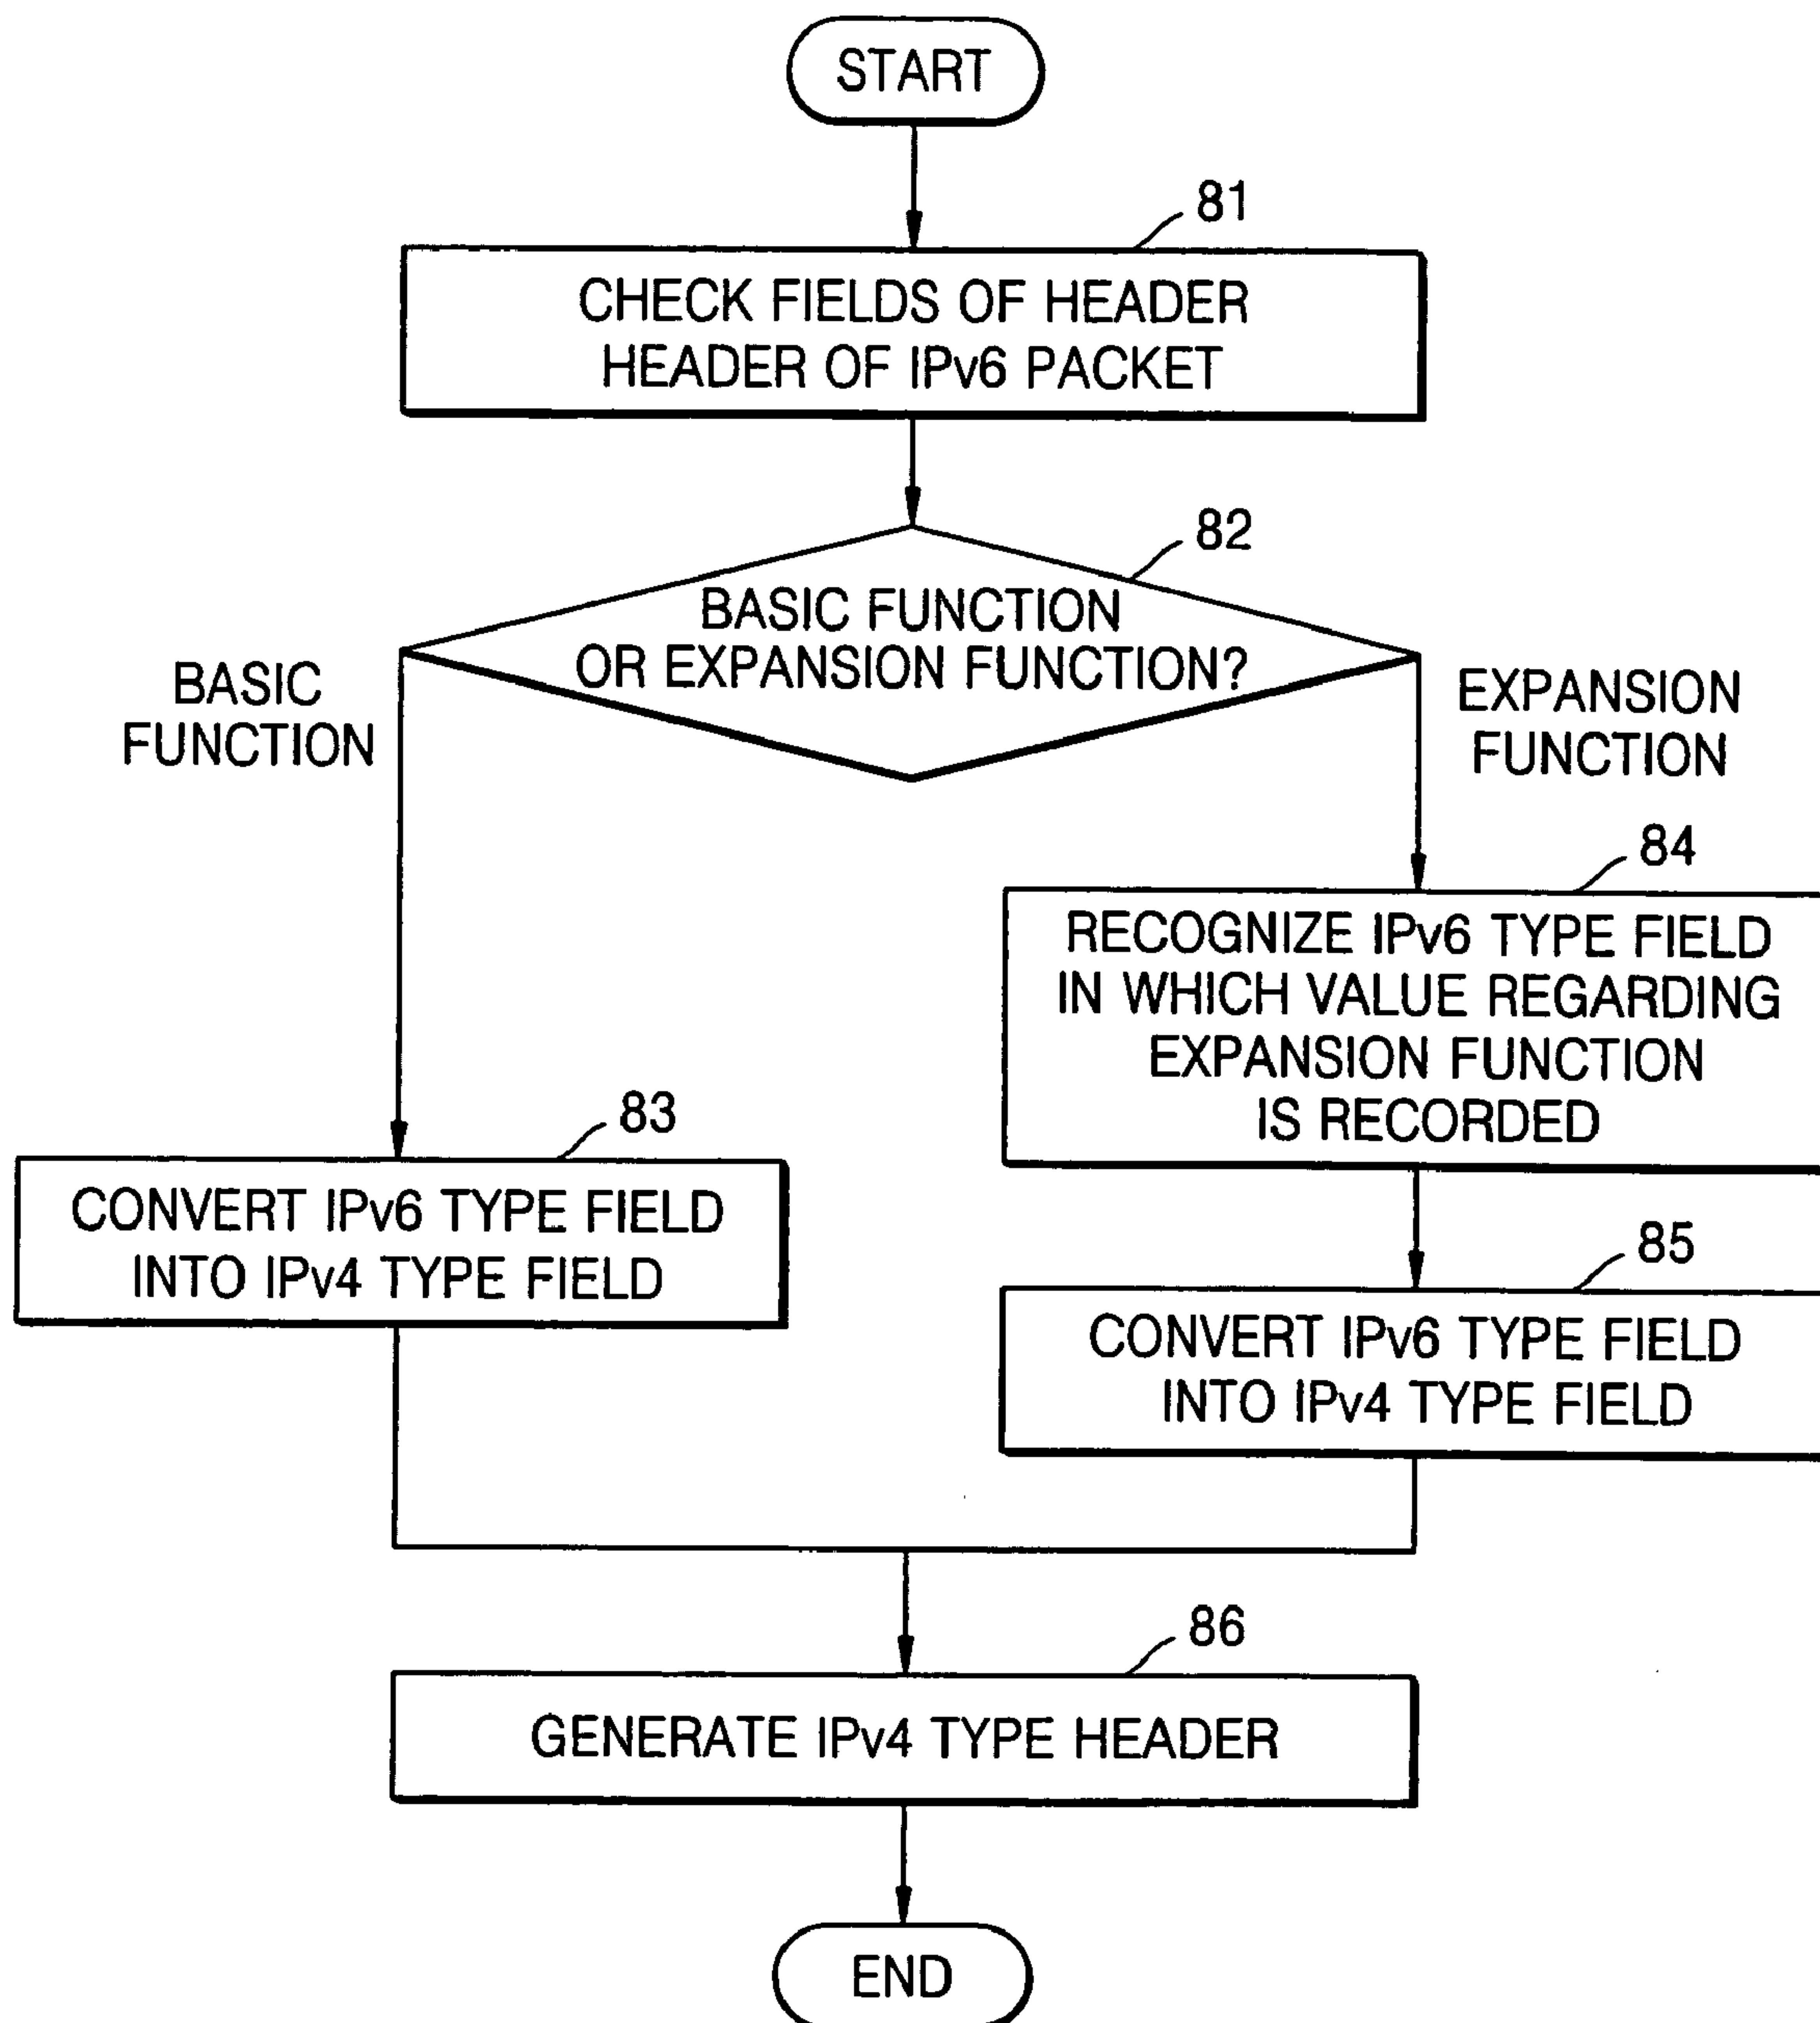 START
81
CHECK FIELDS OF HEADER
HEADER OF IPv6 PACKET
82
BASIC FUNCTION
OR EXPANSION FUNCTION?
BASIC
FUNCTION
EXPANSION
FUNCTION
84
RECOGNIZE IPv6 TYPE FIELD
IN WHICH VALUE REGARDING
EXPANSION FUNCTION
IS RECORDED
83
CONVERT IPv6 TYPE FIELD
INTO IPv4 TYPE FIELD
85
CONVERT IPv6 TYPE FIELD
INTO IPv4 TYPE FIELD
86
GENERATE IPv4 TYPE HEADER
END